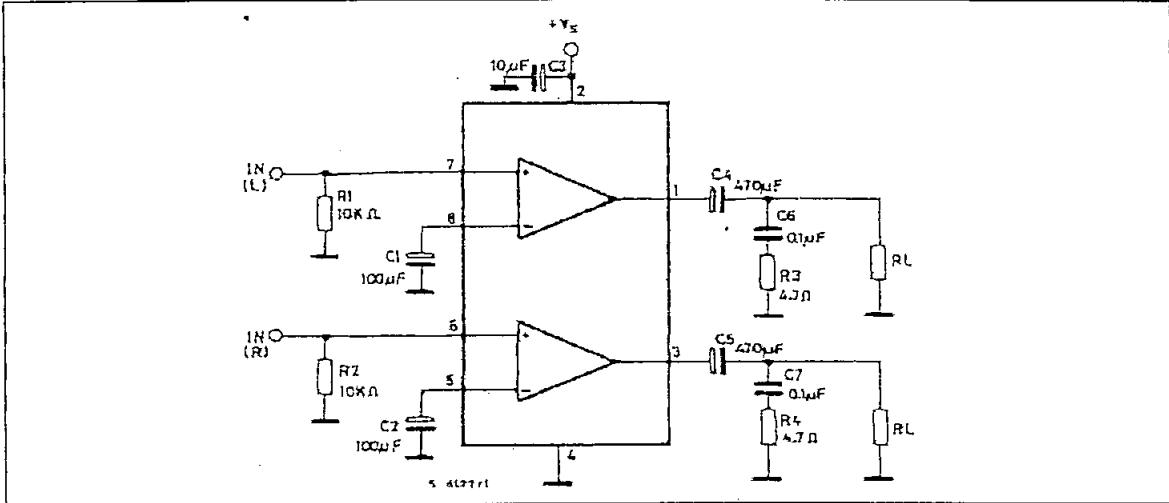 +Vs
10µF
C3
2
IN
(L)
7
R1
10KΩ
8
C1
100µF
1
C4
470µF
C6
0.1µF
R3
4.7Ω
RL
IN
(R)
6
R2
10KΩ
5
C2
100µF
3
C5
470µF
C7
0.1µF
R4
4.7Ω
RL
4